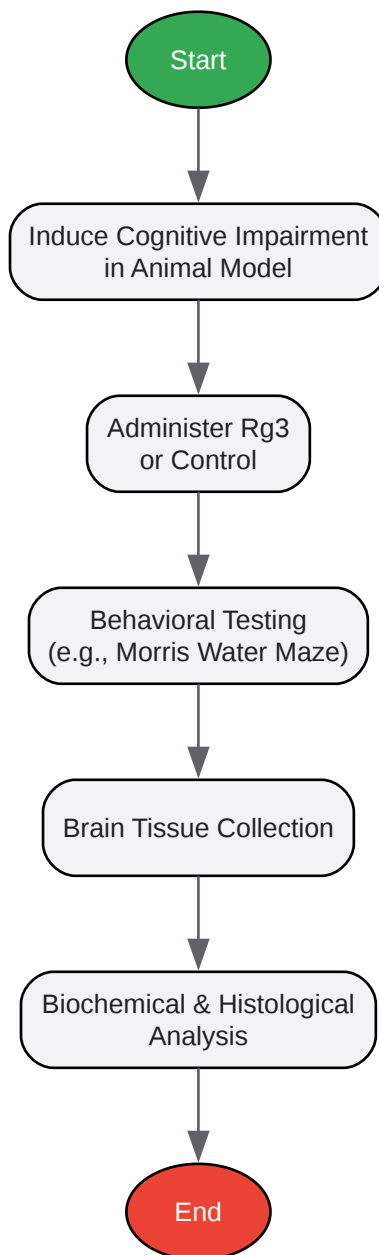 Start
Induce Cognitive Impairment
in Animal Model
Administer Rg3
or Control
Behavioral Testing
(e.g., Morris Water Maze)
Brain Tissue Collection
Biochemical & Histological
Analysis
End